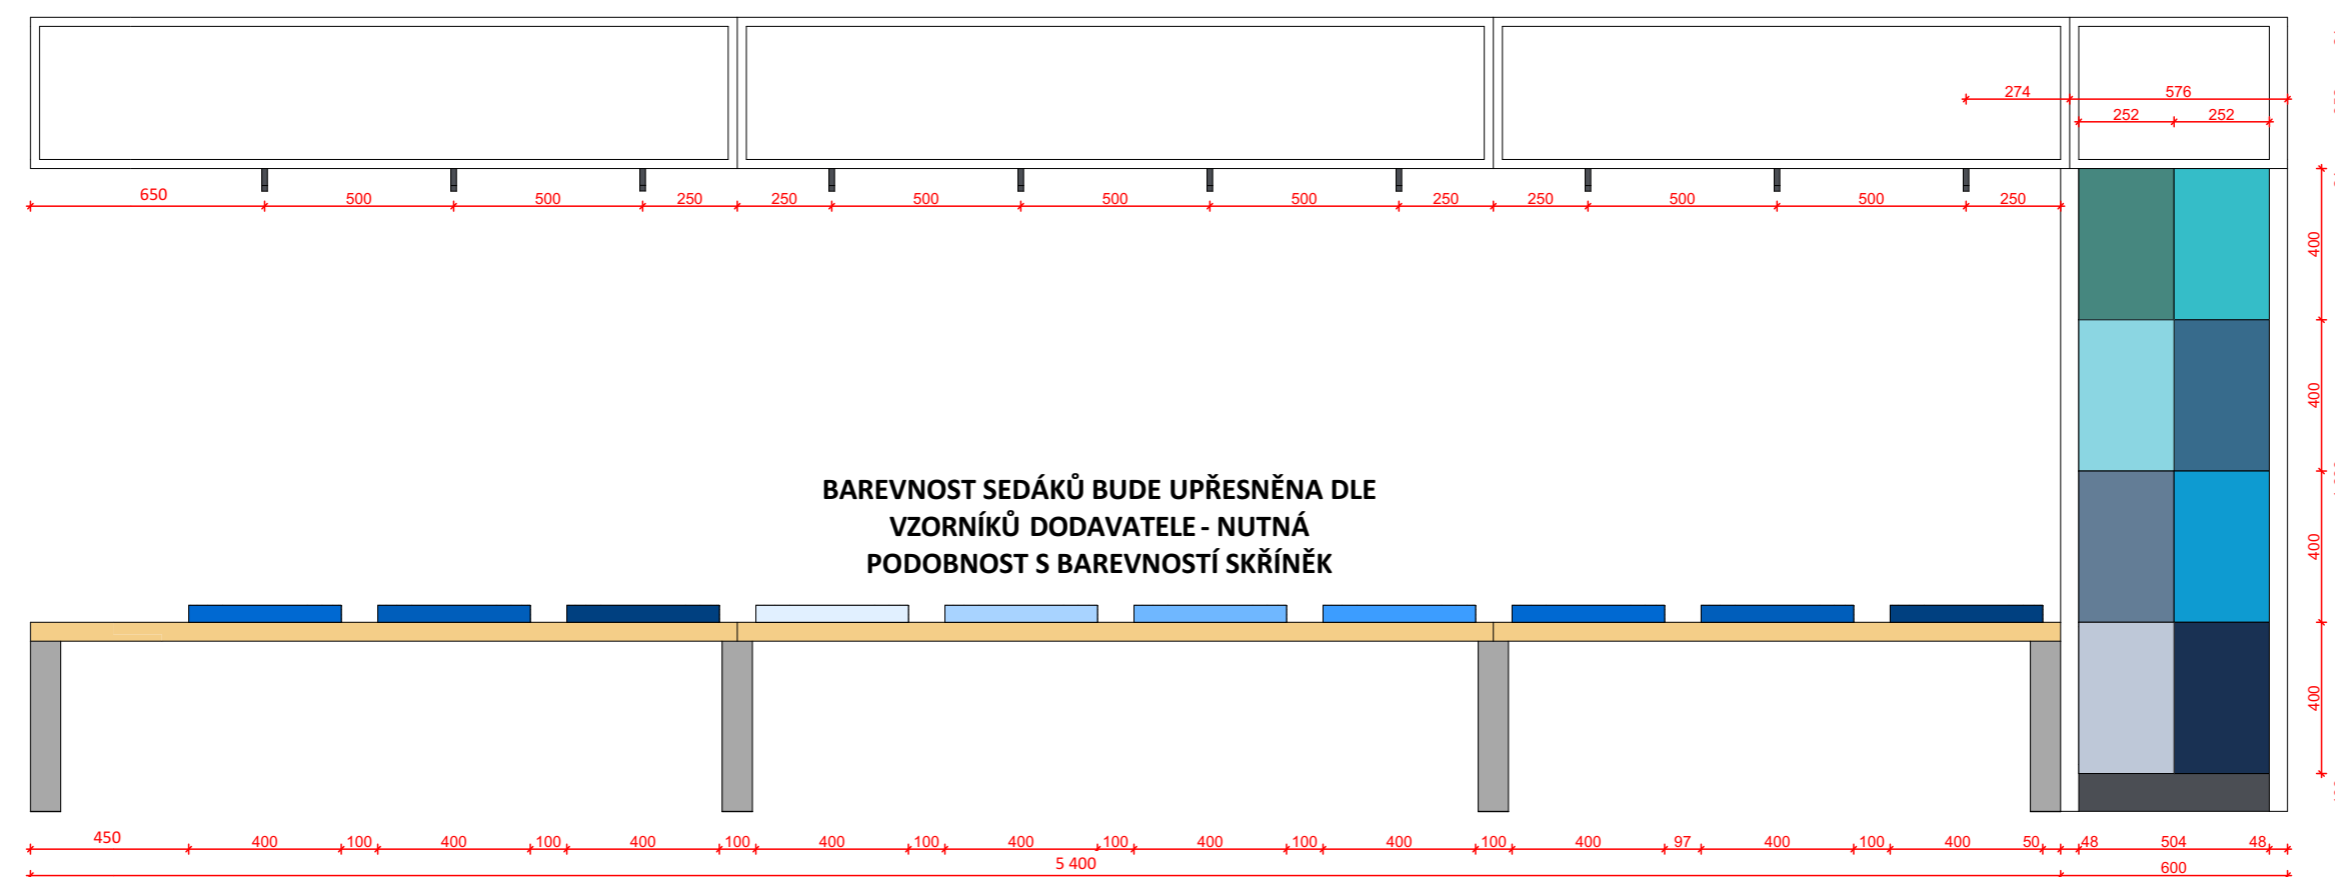 274 576
252 252
650 500 500 250 250 500 500 500 250 250 500 500 250
400
400
BAREVNOST SEDÁKŮ BUDE UPŘESNĚNA DLE
VZORNÍKŮ DODAVATELE - NUTNÁ
PODOBNOST S BAREVNOSTÍ SKŘÍNĚK
400
400
450 400 100 400 100 400 100 400 100 400 100 400 100 400 100 400 97 400 100 400 50 48 504 48
5 400 600